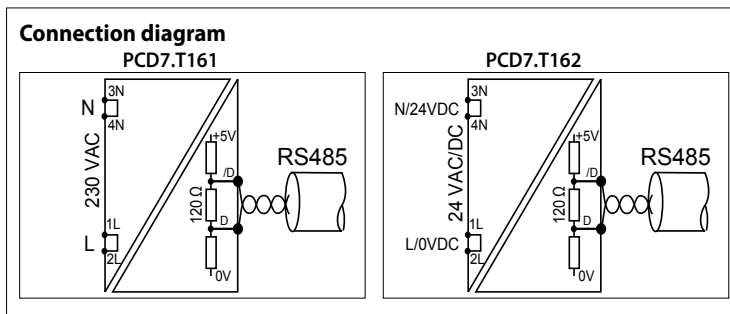 Connection diagram
PCD7.T161
3N
N
4N
230 VAC
1L
L
2L
+5V
/D
120 Ω
D
0V
RS485
PCD7.T162
3N
N/24VDC
4N
24 VAC/DC
1L
L/0VDC
2L
+5V
/D
120 Ω
D
0V
RS485